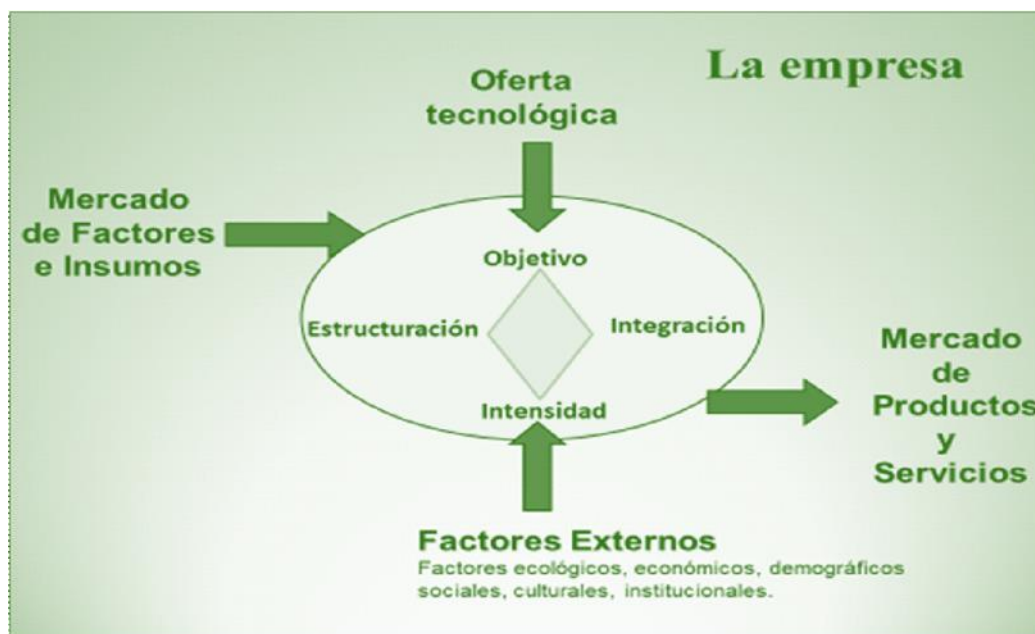 La empresa
Oferta
tecnológica
Mercado
de Factores
e Insumos
Objetivo
Estructuración
Integración
Intensidad
Mercado
de
Productos
y
Servicios
Factores Externos
Factores ecológicos, económicos, demográficos
sociales, culturales, institucionales.